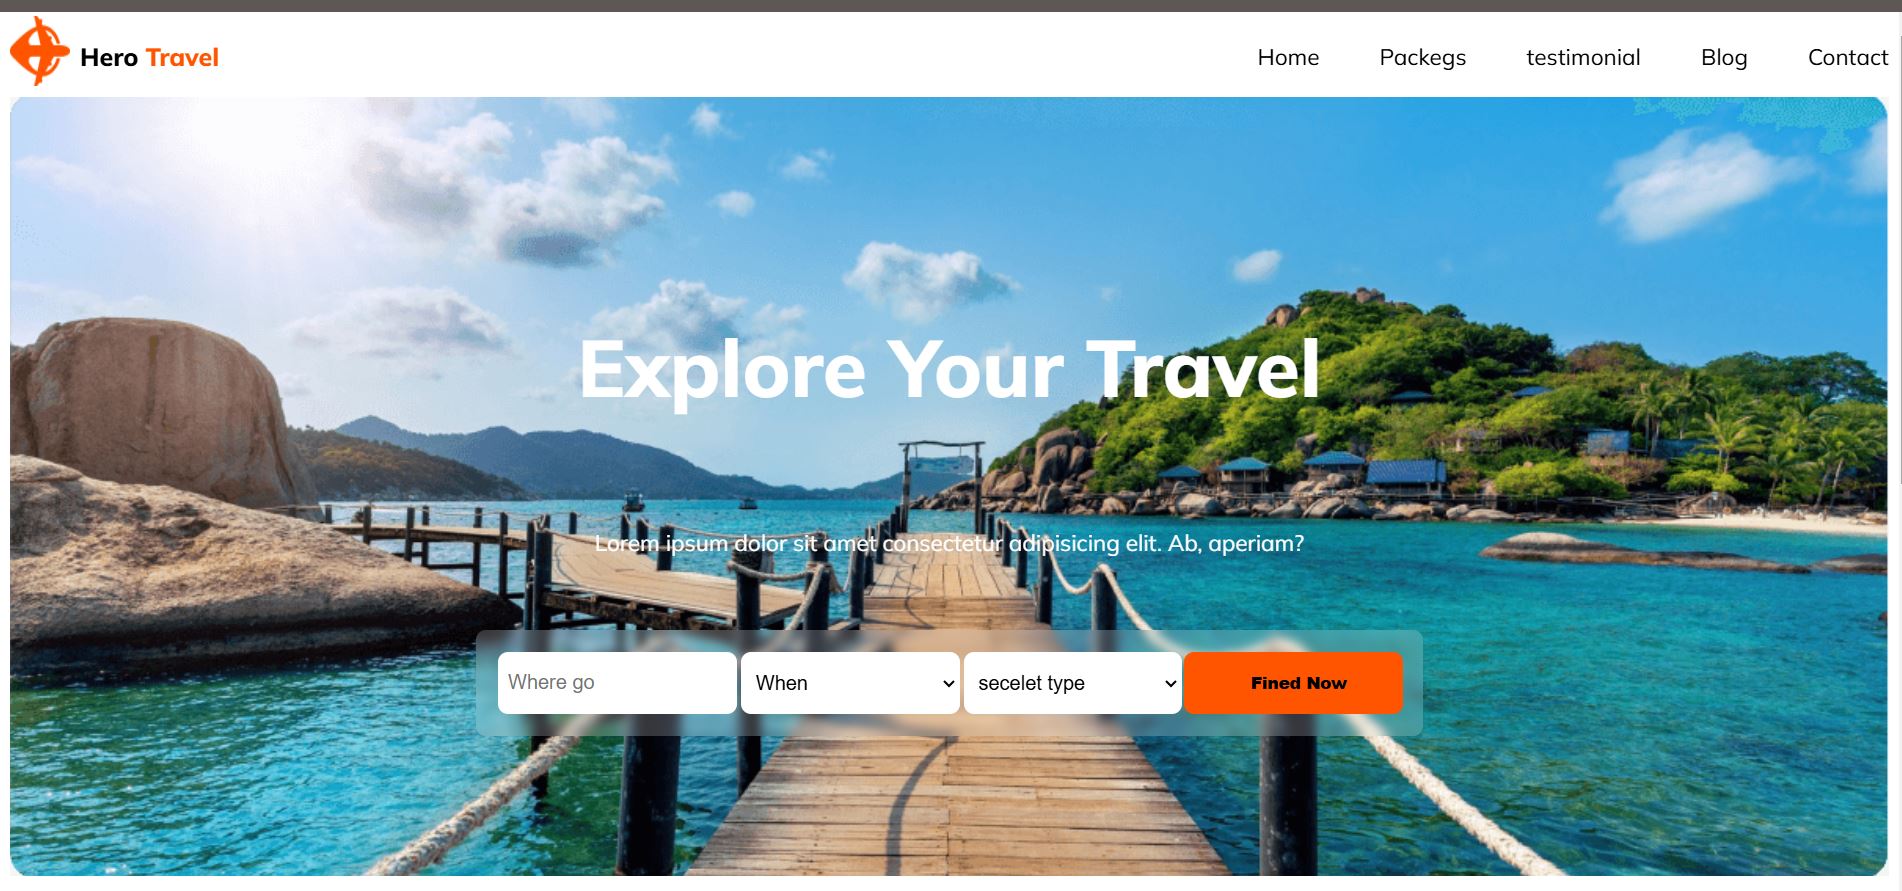 Hero Travel
Home Packegs testimonial Blog Contact
Explore Your Travel
Lorem ipsum dolor sit amet consectetur adipisicing elit. Ab, aperiam?
Where go When secelet type Fined Now